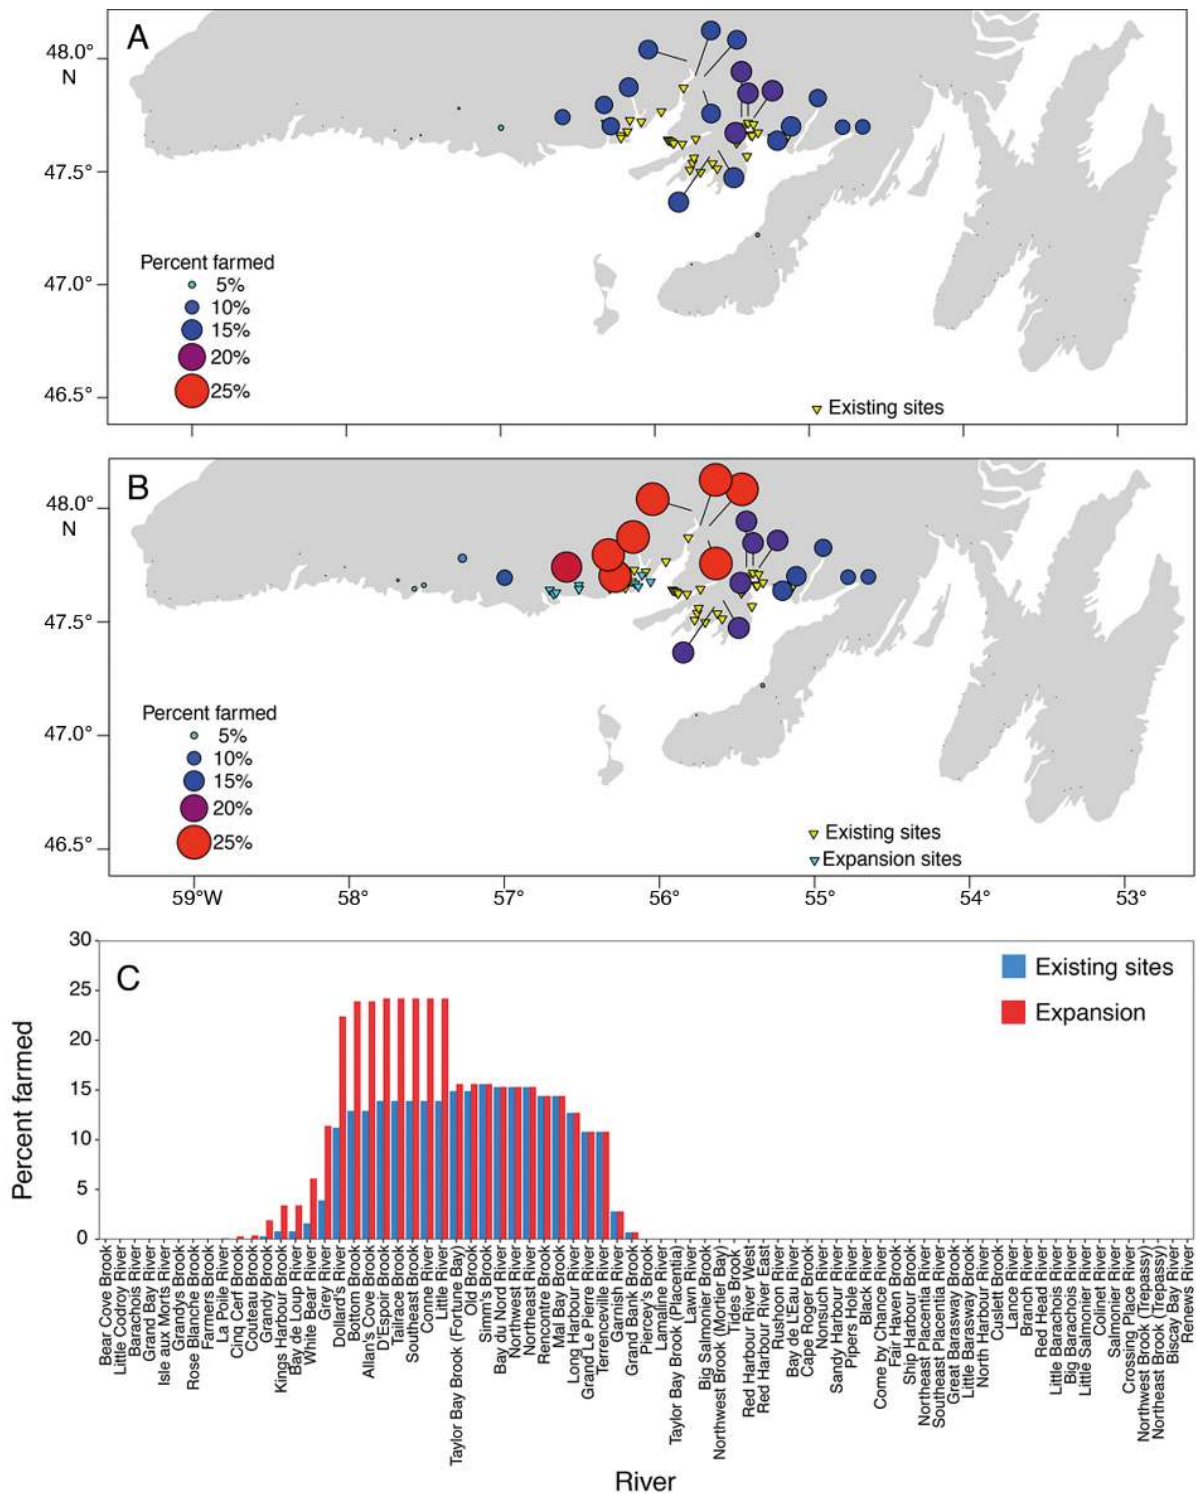 A
48.0°
N
47.5°
47.0°
46.5°
Percent farmed
5%
10%
15%
20%
25%
Existing sites
B
48.0°
N
47.5°
47.0°
46.5°
Percent farmed
5%
10%
15%
20%
25%
Existing sites
Expansion sites
59°W
58°
57°
56°
55°
54°
53°
C
Percent farmed
30
25
20
15
10
5
0
Existing sites
Expansion
Bear Cove Brook
Little Codroy River
Barachois River
Grand Bay River
Isle aux Morts River
Grandys Brook
Rose Blanche Brook
Farmers Brook
La Poile River
Cinq Cerf Brook
Couteau Brook
Grandy Brook
Kings Harbour Brook
Bay de Loup River
White Bear River
Grey River
Dollard's River
Bottom Brook
Allan's Cove Brook
D'Espoir Brook
Tailrace Brook
Southeast Brook
Conne River
Little River
Taylor Bay Brook (Fortune Bay)
Old Brook
Simm's Brook
Bay du Nord River
Northwest River
Northeast River
Rencontre Brook
Mal Bay Brook
Long Harbour River
Grand Le Pierre River
Terrenceville River
Garnish River
Grand Bank Brook
Piercey's Brook
Lamaline River
Taylor Bay Brook (Placentia)
Lawn River
Big Salmonier Brook
Northwest Brook (Mortier Bay)
Tides Brook
Red Harbour River West
Red Harbour River East
Rushoon River
Bay de L'Eau River
Cape Roger Brook
Nonsuch River
Sandy Harbour River
Pipers Hole River
Black River
Come by Chance River
Fair Haven Brook
Ship Harbour Brook
Northeast Placentia River
Southeast Placentia River
Great Barasway Brook
Little Barasway Brook
North Harbour River
Cuslett Brook
Lance River
Branch River
Red Head River
Little Barachois River
Big Barachois River
Little Salmonier River
Colinet River
Salmonier River
Crossing Place River
Northwest Brook (Trepassy)
Northeast Brook (Trepassy)
Biscay Bay River
Renews River
River